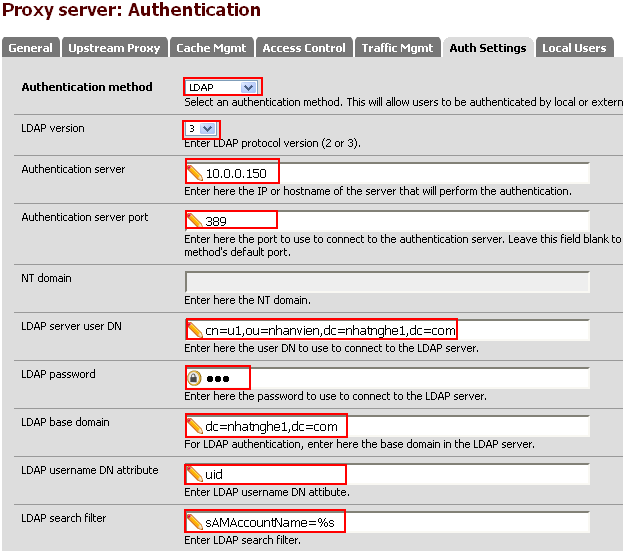 Proxy server: Authentication
General Upstream Proxy Cache Mgmt Access Control Traffic Mgmt Auth Settings Local Users
Authentication method LDAP
Select an authentication method. This will allow users to be authenticated by local or extern
LDAP version 3
Enter LDAP protocol version (2 or 3).
Authentication server 10.0.0.150
Enter here the IP or hostname of the server that will perform the authentication.
Authentication server port 389
Enter here the port to use to connect to the authentication server. Leave this field blank to
method's default port.
NT domain
Enter here the NT domain.
LDAP server user DN cn=u1,ou=nhanvien,dc=nhatnghe1,dc=com
Enter here the user DN to use to connect to the LDAP server.
LDAP password ●●●
Enter here the password to use to connect to the LDAP server.
LDAP base domain dc=nhatnghe1,dc=com
For LDAP authentication, enter here the base domain in the LDAP server.
LDAP username DN attribute uid
Enter LDAP username DN attibute.
LDAP search filter sAMAccountName=%s
Enter LDAP search filter.